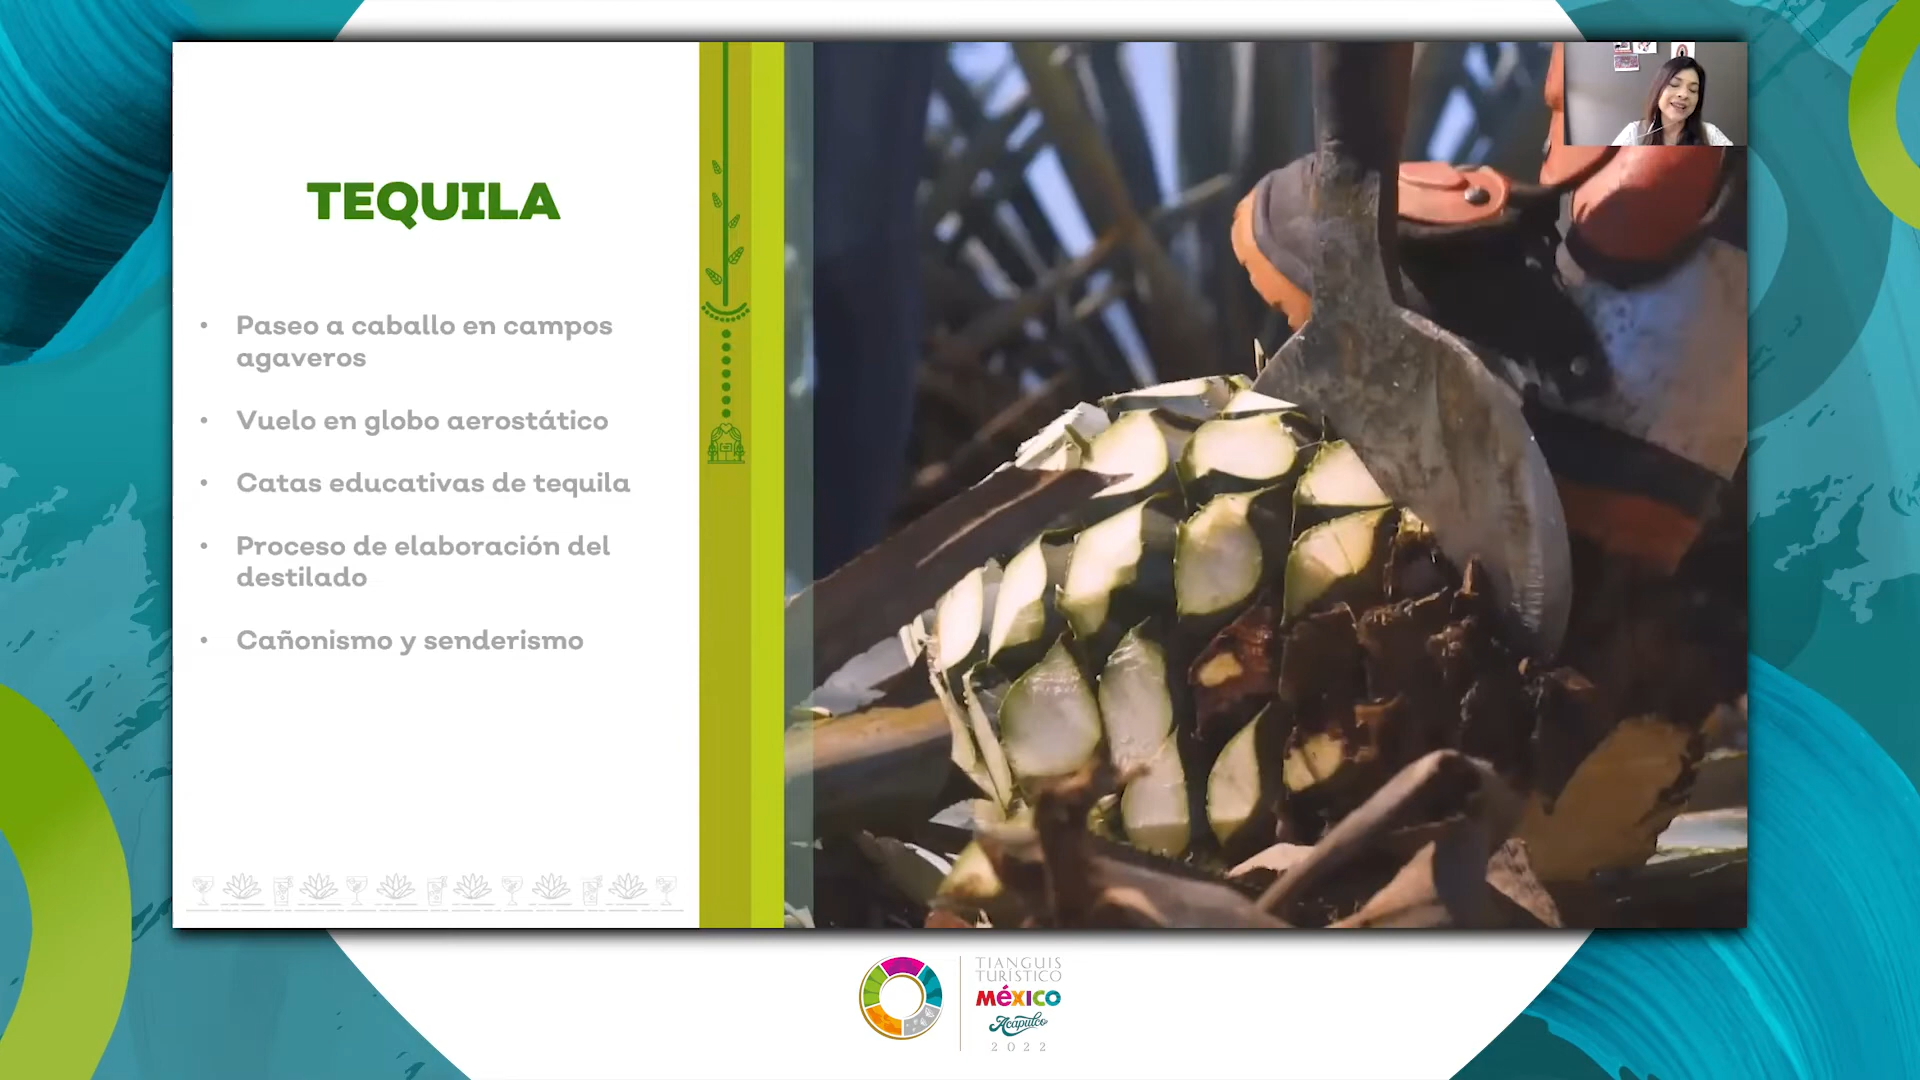 TEQUILA
• Paseo a caballo en campos
agaveros
• Vuelo en globo aerostático
• Catas educativas de tequila
• Proceso de elaboración del
destilado
• Cañonismo y senderismo
TIANGUIS
TURÍSTICO
MéXICO
Acapulco
2022